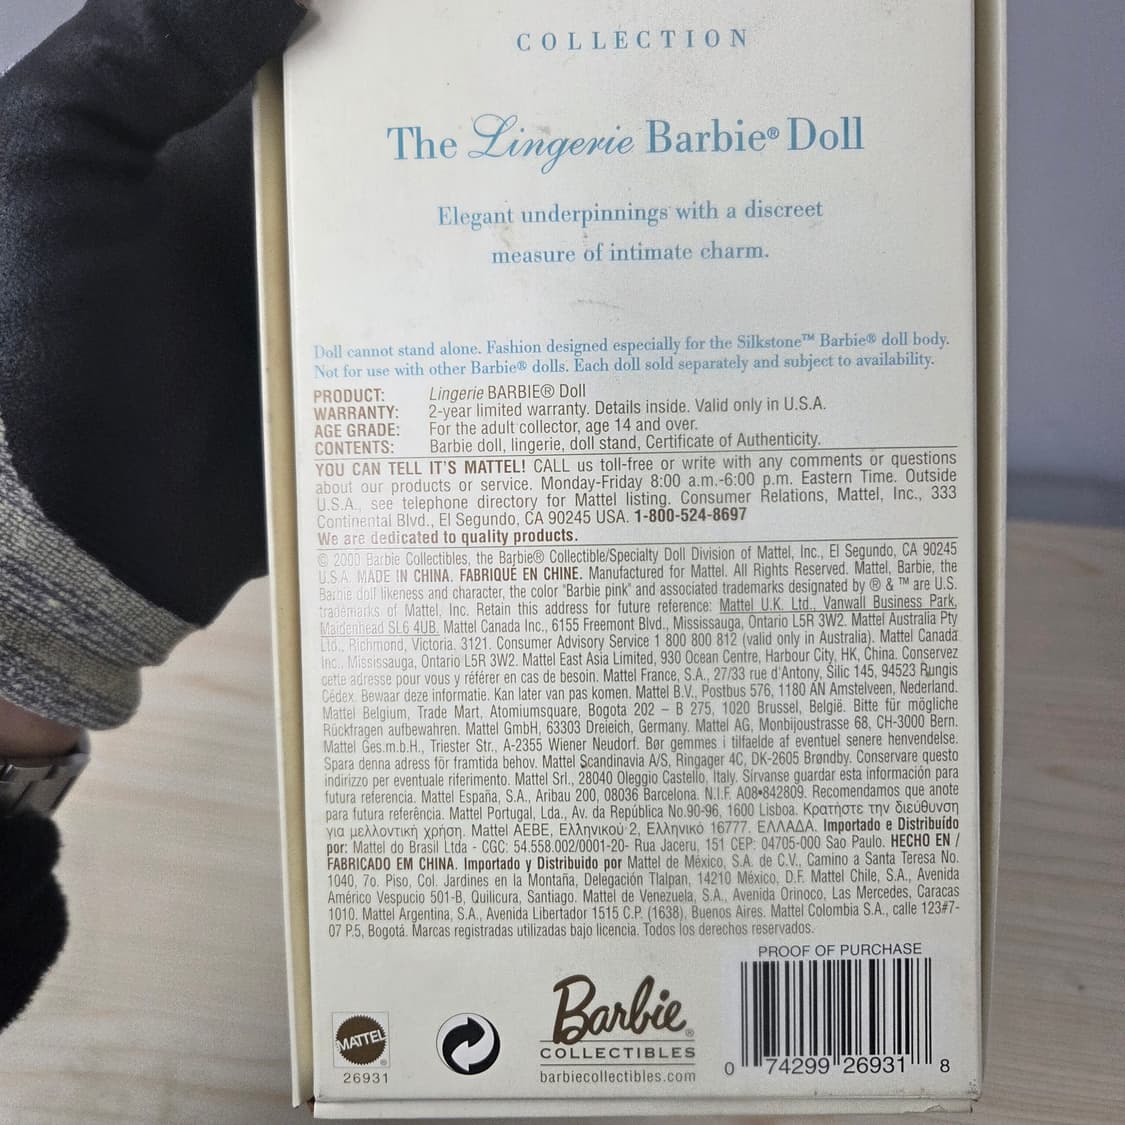 COLLECTION
The Lingerie Barbie® Doll
Elegant underpinnings with a discreet
measure of intimate charm.
Doll cannot stand alone. Fashion designed especially for the Silkstone™ Barbie® doll body.
Not for use with other Barbie® dolls. Each doll sold separately and subject to availability.
PRODUCT: Lingerie BARBIE® Doll
WARRANTY: 2-year limited warranty. Details inside. Valid only in U.S.A.
AGE GRADE: For the adult collector, age 14 and over.
CONTENTS: Barbie doll, lingerie, doll stand, Certificate of Authenticity.
YOU CAN TELL IT'S MATTEL! CALL us toll-free or write with any comments or questions
about our products or service. Monday-Friday 8:00 a.m.-6:00 p.m. Eastern Time. Outside
U.S.A., see telephone directory for Mattel listing. Consumer Relations, Mattel, Inc., 333
Continental Blvd., El Segundo, CA 90245 USA. 1-800-524-8697
We are dedicated to quality products.
© 2000 Barbie Collectibles, the Barbie® Collectible/Specialty Doll Division of Mattel, Inc., El Segundo, CA 90245
U.S.A. MADE IN CHINA. FABRIQUÉ EN CHINE. Manufactured for Mattel. All Rights Reserved. Mattel, Barbie, the
Barbie doll likeness and character, the color "Barbie pink" and associated trademarks designated by ® & ™ are U.S.
trademarks of Mattel, Inc. Retain this address for future reference: Mattel U.K. Ltd., Vanwall Business Park,
Maidenhead SL6 4UB. Mattel Canada Inc., 6155 Freemont Blvd., Mississauga, Ontario L5R 3W2. Mattel Australia Pty
Ltd., Richmond, Victoria. 3121. Consumer Advisory Service 1 800 800 812 (valid only in Australia). Mattel Canada
Inc., Mississauga, Ontario L5R 3W2. Mattel East Asia Limited, 930 Ocean Centre, Harbour City, HK, China. Conservez
cette adresse pour vous y référer en cas de besoin. Mattel France, S.A., 27/33 rue d'Antony, Silic 145, 94523 Rungis
Cédex. Bewaar deze informatie. Kan later van pas komen. Mattel B.V., Postbus 576, 1180 AN Amstelveen, Nederland.
Mattel Belgium, Trade Mart, Atomiumsquare, Bogota 202 – B 275, 1020 Brussel, België. Bitte für mögliche
Rückfragen aufbewahren. Mattel GmbH, 63303 Dreieich, Germany. Mattel AG, Monbijoustrasse 68, CH-3000 Bern.
Mattel Ges.m.b.H., Triester Str., A-2355 Wiener Neudorf. Bør gemmes i tilfaelde af eventuel senere henvendelse.
Spara denna adress för framtida behov. Mattel Scandinavia A/S, Ringager 4C, DK-2605 Brøndby. Conservare questo
indirizzo per eventuale riferimento. Mattel Srl., 28040 Oleggio Castello, Italy. Sírvanse guardar esta información para
futura referencia. Mattel España, S.A., Aribau 200, 08036 Barcelona. N.I.F. A08•842809. Recomendamos que anote
para futura referência. Mattel Portugal, Lda., Av. da República No.90-96, 1600 Lisboa. Κρατήστε την διεύθυνση
για μελλοντική χρήση. Mattel AEBE, Ελληνικού 2, Ελληνικό 16777. ΕΛΛΑΔΑ. Importado e Distribuído
por: Mattel do Brasil Ltda - CGC: 54.558.002/0001-20- Rua Jaceru, 151 CEP: 04705-000 Sao Paulo. HECHO EN /
FABRICADO EM CHINA. Importado y Distribuido por Mattel de México, S.A. de C.V., Camino a Santa Teresa No.
1040, 7o. Piso, Col. Jardines en la Montaña, Delegación Tlalpan, 14210 México, D.F. Mattel Chile, S.A., Avenida
Américo Vespucio 501-B, Quilicura, Santiago. Mattel de Venezuela, S.A., Avenida Orinoco, Las Mercedes, Caracas
1010. Mattel Argentina, S.A., Avenida Libertador 1515 C.P. (1638), Buenos Aires. Mattel Colombia S.A., calle 123#7-
07 P.5, Bogotá. Marcas registradas utilizadas bajo licencia. Todos los derechos reservados.
PROOF OF PURCHASE
MATTEL®
26931
Barbie®
COLLECTIBLES
barbiecollectibles.com
0 74299 26931 8